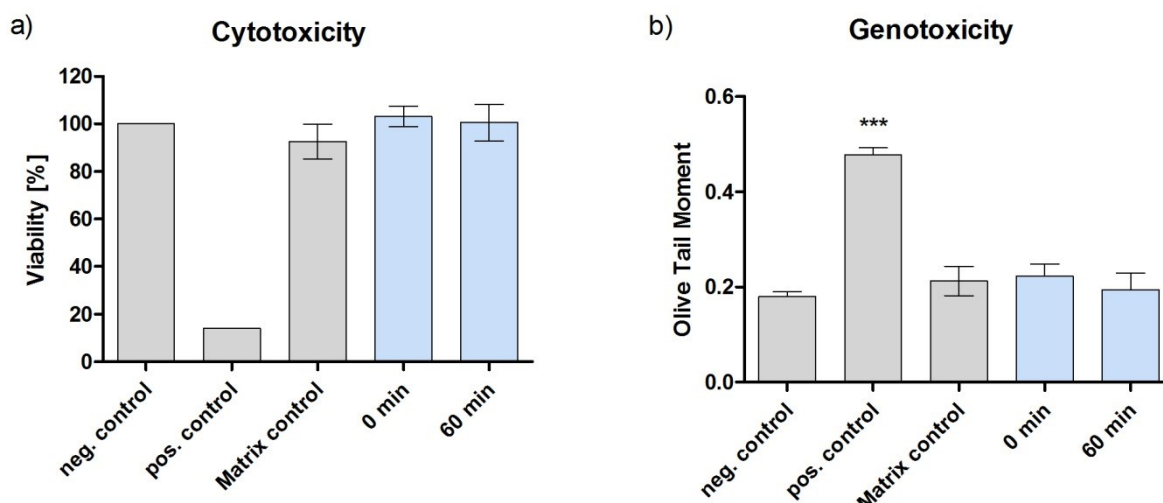 a)
Cytotoxicity
Viability [%]
120
100
80
60
40
20
0
neg. control
pos. control
Matrix control
0 min
60 min
b)
Genotoxicity
Olive Tail Moment
0.6
0.4
0.2
0.0
***
neg. control
pos. control
Matrix control
0 min
60 min